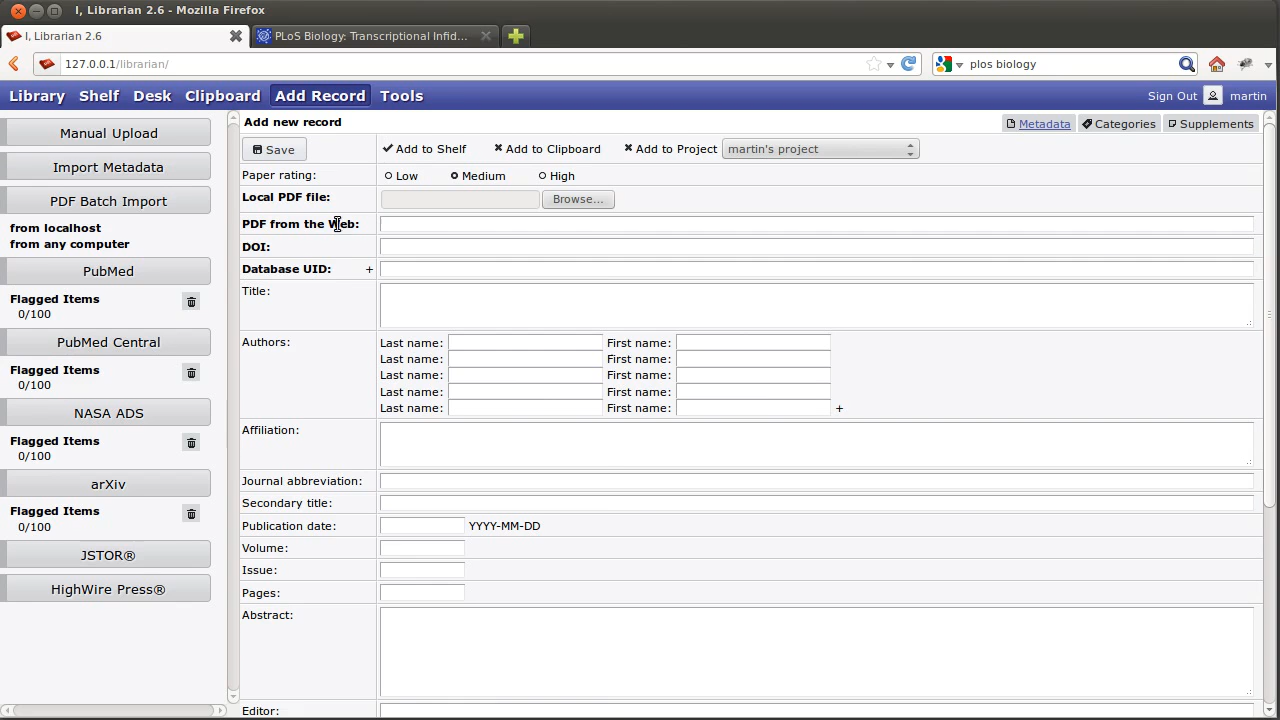 I, Librarian 2.6 - Mozilla Firefox
I, Librarian 2.6
PLoS Biology: Transcriptional Infid...
127.0.0.1/librarian/
plos biology
Library Shelf Desk Clipboard Add Record Tools
Sign Out martin
Manual Upload
Import Metadata
PDF Batch Import
from localhost
from any computer
PubMed
Flagged Items
0/100
PubMed Central
Flagged Items
0/100
NASA ADS
Flagged Items
0/100
arXiv
Flagged Items
0/100
JSTOR®
HighWire Press®
Add new record
Metadata Categories Supplements
Save
Add to Shelf Add to Clipboard Add to Project martin's project
Paper rating: Low Medium High
Local PDF file: Browse...
PDF from the Web:
DOI:
Database UID: +
Title:
Authors:
Last name: First name:
Last name: First name:
Last name: First name:
Last name: First name:
Last name: First name: +
Affiliation:
Journal abbreviation:
Secondary title:
Publication date: YYYY-MM-DD
Volume:
Issue:
Pages:
Abstract:
Editor: